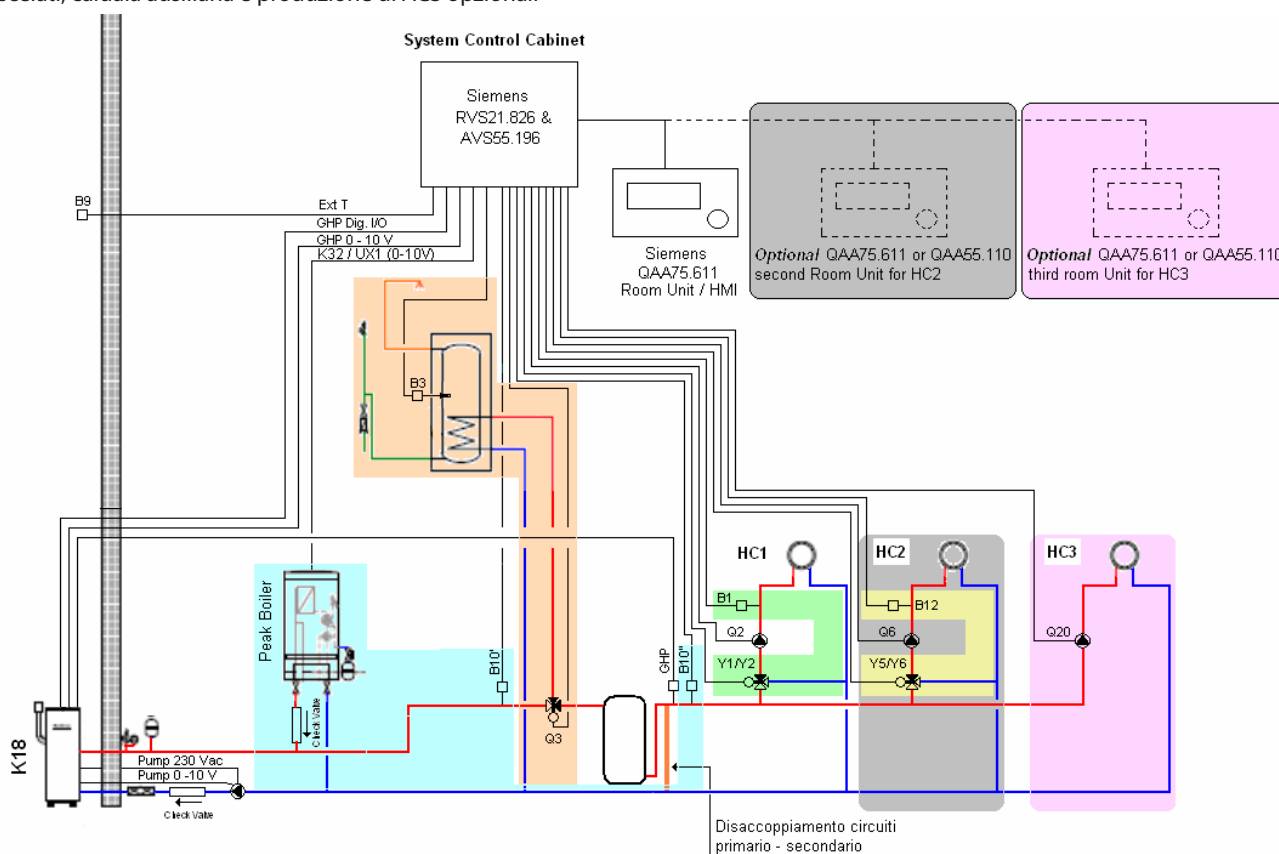 System Control Cabinet
Siemens
RVS21.826 &
AVS55.196
B9
Ext T
GHP Dig. I/O
GHP 0 - 10 V
K32 / UX1 (0-10V)
Siemens
QAA75.611
Room Unit / HMI
Optional QAA75.611 or QAA55.110
second Room Unit for HC2
Optional QAA75.611 or QAA55.110
third room Unit for HC3
B3
HC1
HC2
HC3
Peak Boiler
B1
B12
Q2
Q6
Q20
B10'
GHP
B10"
Y1/Y2
Y5/Y6
Check Valve
Q3
K18
Pump 230 Vac
Pump 0 -10 V
Check Valve
Disaccoppiamento circuiti
primario - secondario